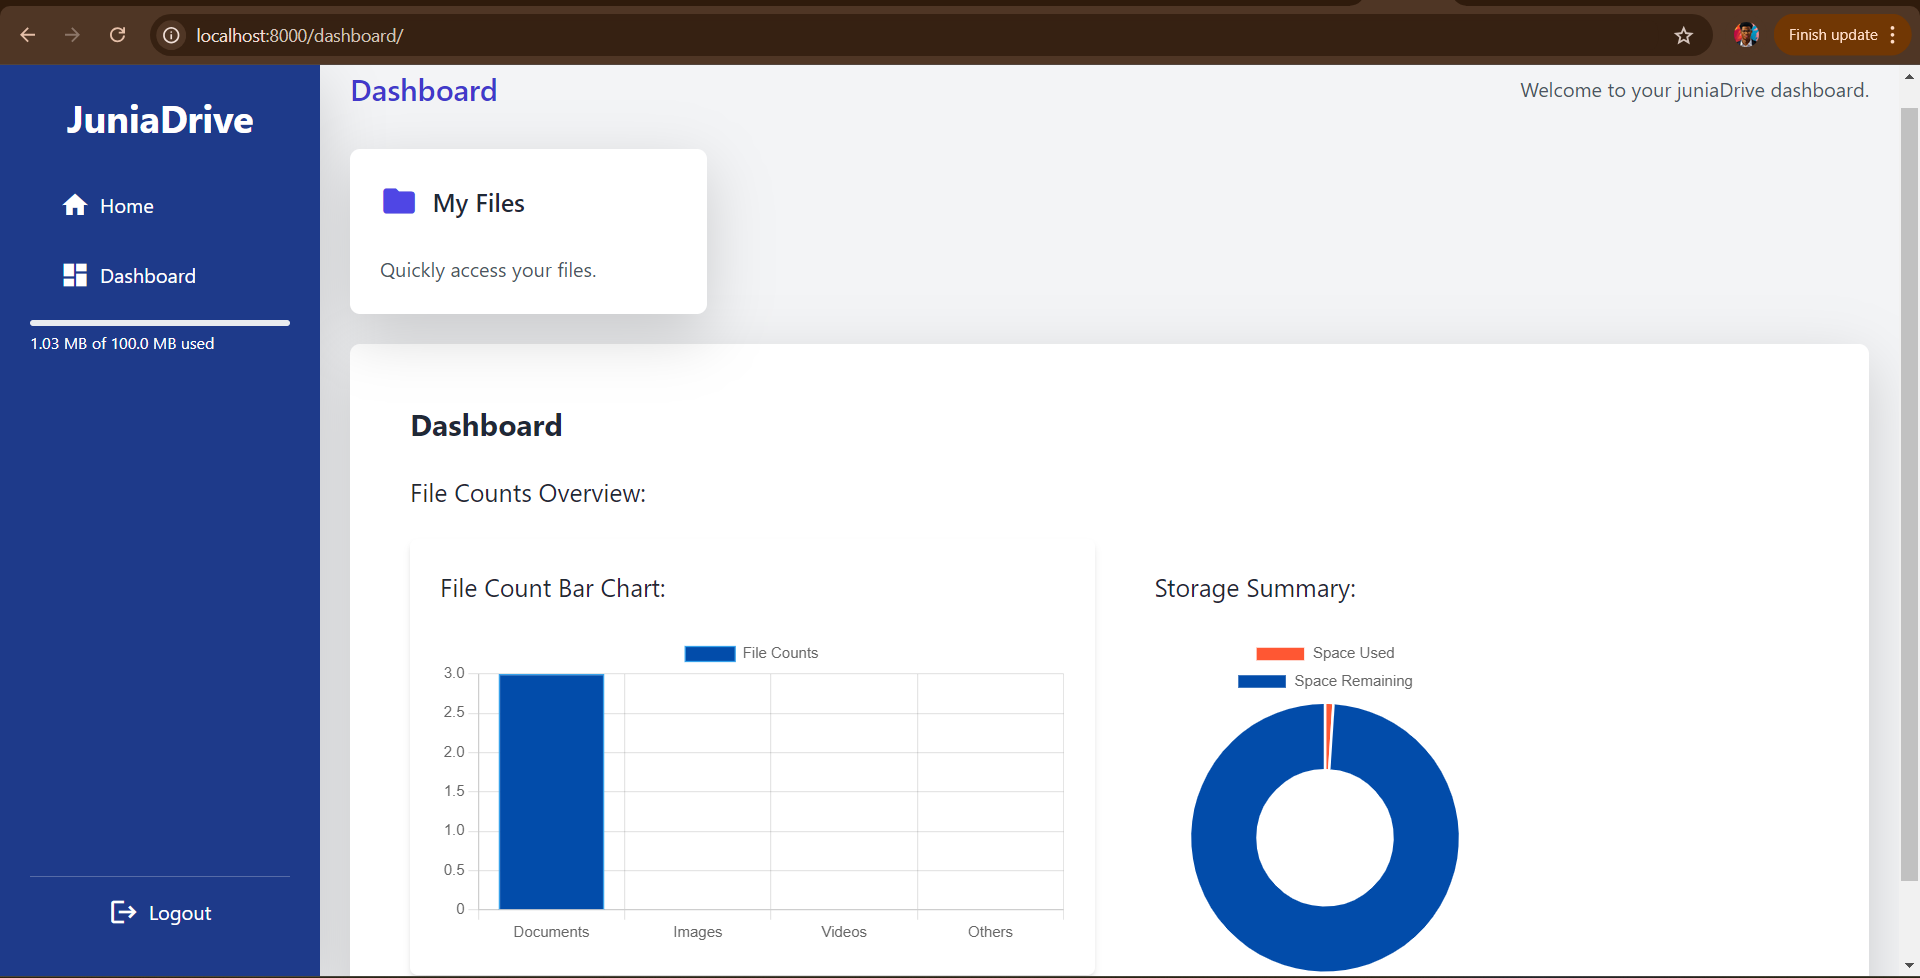 localhost:8000/dashboard/
Finish update
JuniaDrive
Home
Dashboard
1.03 MB of 100.0 MB used
Logout
Dashboard
Welcome to your juniaDrive dashboard.
My Files
Quickly access your files.
Dashboard
File Counts Overview:
File Count Bar Chart:
File Counts
3.0
2.5
2.0
1.5
1.0
0.5
0
Documents Images Videos Others
Storage Summary:
Space Used
Space Remaining